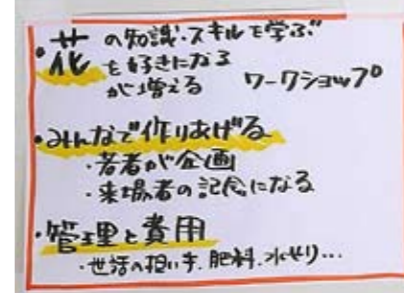 ・花 の知識・スキルを学ぶ
を好きになる
が増える ワークショップ
・みんなで作りあげる
・若者が企画
・来場者の記念になる
・管理と費用
・世話の担い手.肥料.水やり…